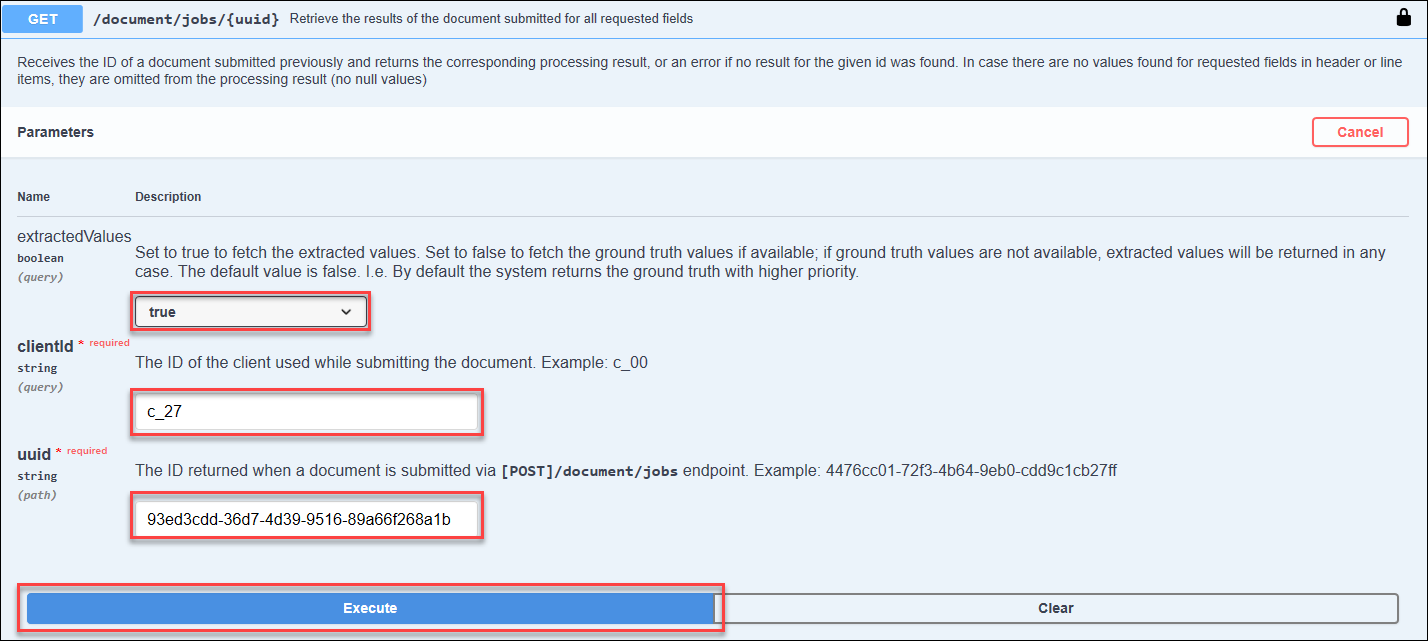 GET /document/jobs/{uuid} Retrieve the results of the document submitted for all requested fields
Receives the ID of a document submitted previously and returns the corresponding processing result, or an error if no result for the given id was found. In case there are no values found for requested fields in header or line
items, they are omitted from the processing result (no null values)
Parameters
Cancel
Name Description
extractedValues
boolean
(query)
Set to true to fetch the extracted values. Set to false to fetch the ground truth values if available; if ground truth values are not available, extracted values will be returned in any
case. The default value is false. I.e. By default the system returns the ground truth with higher priority.
true
clientId * required
string
(query)
The ID of the client used while submitting the document. Example: c_00
c_27
uuid * required
string
(path)
The ID returned when a document is submitted via [POST]/document/jobs endpoint. Example: 4476cc01-72f3-4b64-9eb0-cdd9c1cb27ff
93ed3cdd-36d7-4d39-9516-89a66f268a1b
Execute Clear